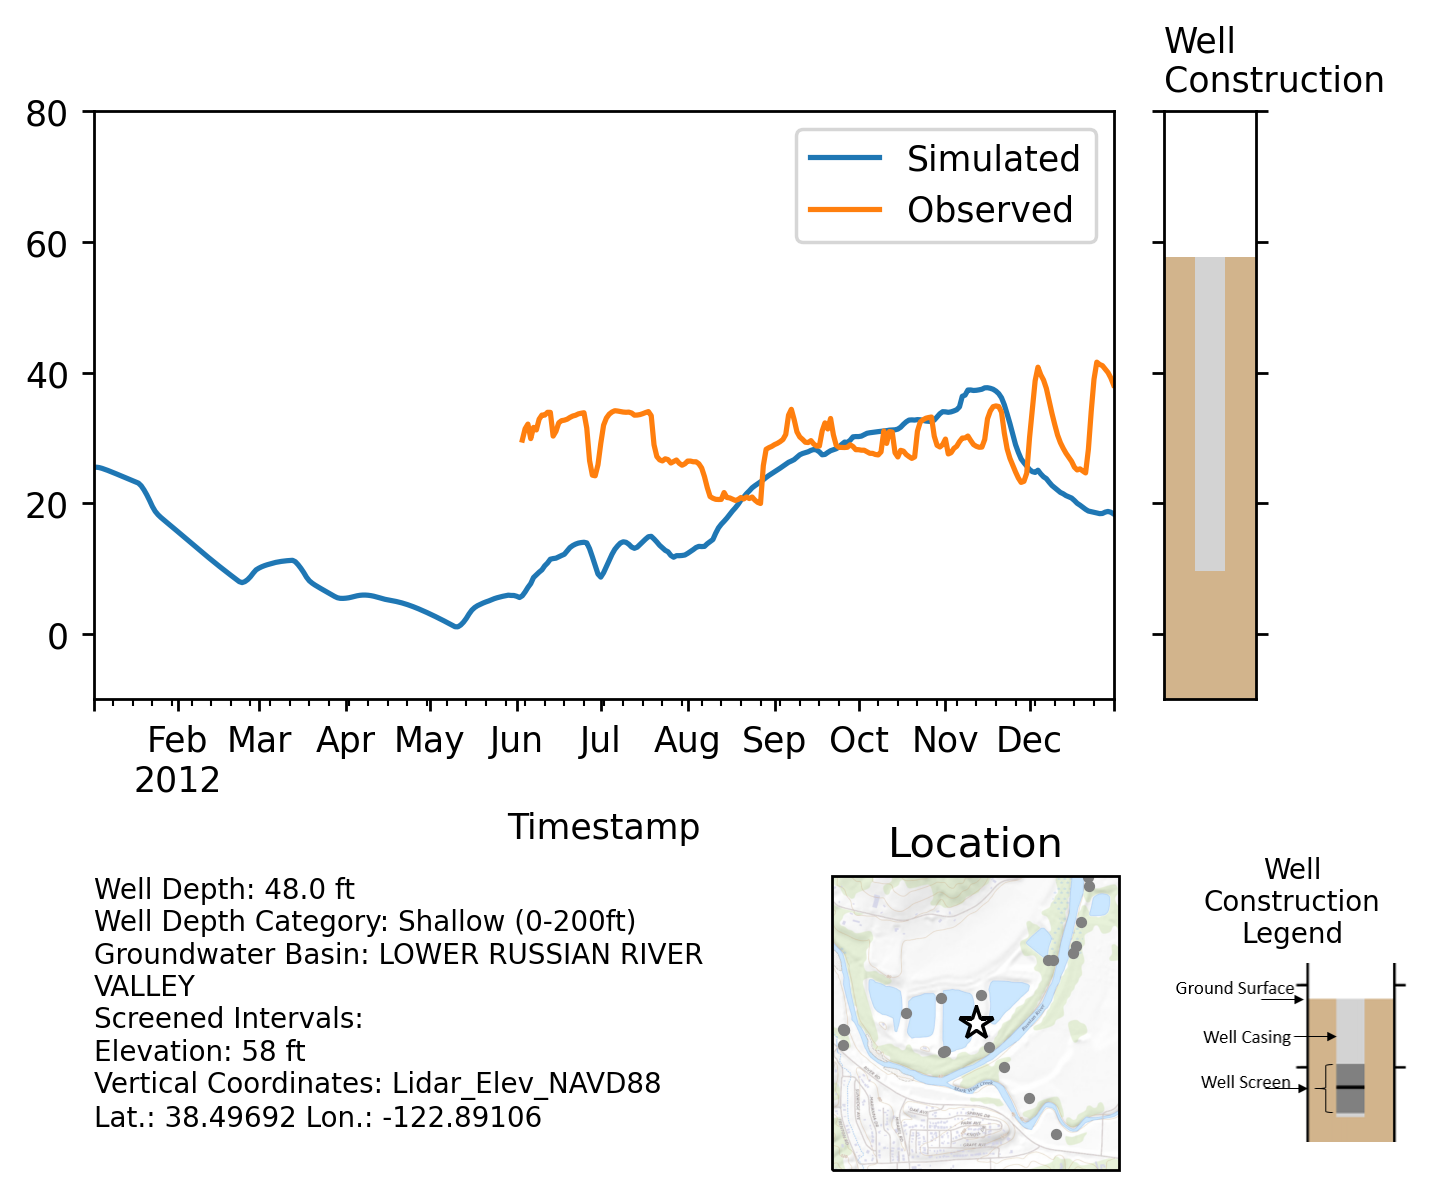 Well
Construction
80
60
40
20
0
Simulated
Observed
Feb
Mar
Apr
May
Jun
Jul
Aug
Sep
Oct
Nov
Dec
2012
Timestamp
Well Depth: 48.0 ft
Well Depth Category: Shallow (0-200ft)
Groundwater Basin: LOWER RUSSIAN RIVER
VALLEY
Screened Intervals:
Elevation: 58 ft
Vertical Coordinates: Lidar_Elev_NAVD88
Lat.: 38.49692 Lon.: -122.89106
Location
Well
Construction
Legend
Ground Surface
Well Casing
Well Screen